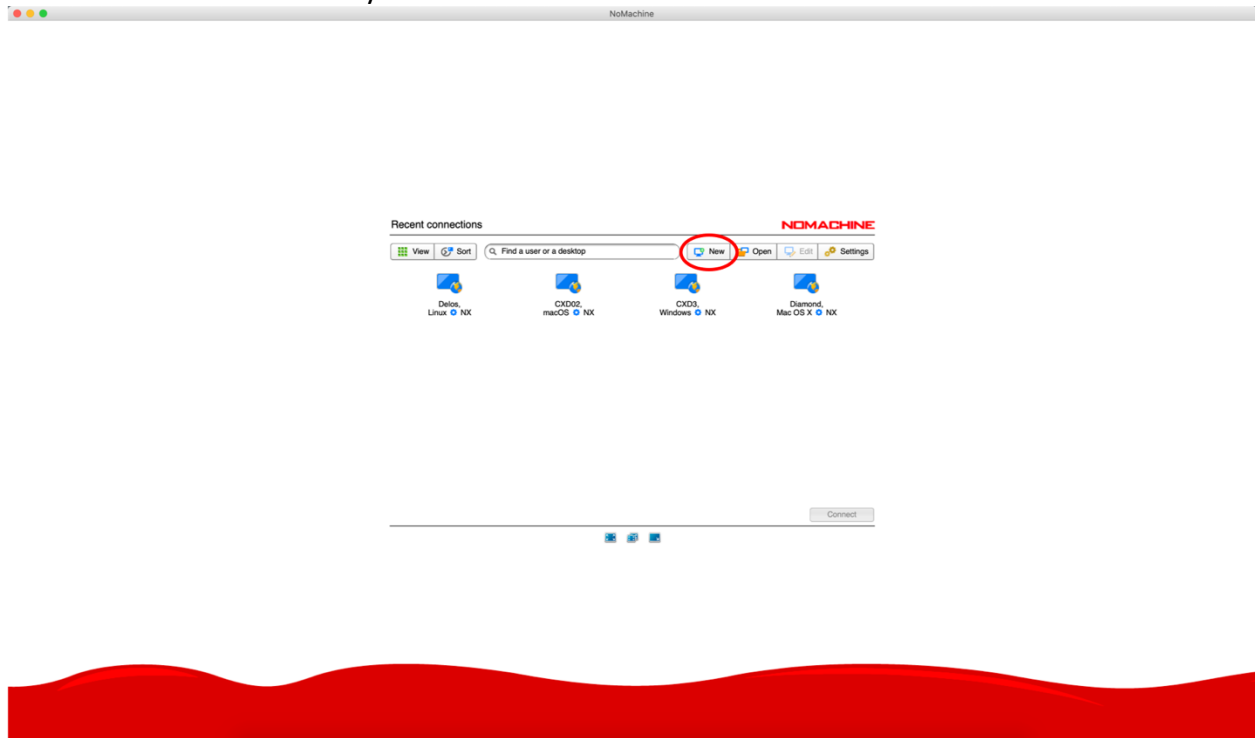 NoMachine
Recent connections
NOMACHINE
View Sort Find a user or a desktop New Open Edit Settings
Delos, CXD02, CXD3, Diamond,
Linux NX macOS NX Windows NX Mac OS X NX
Connect